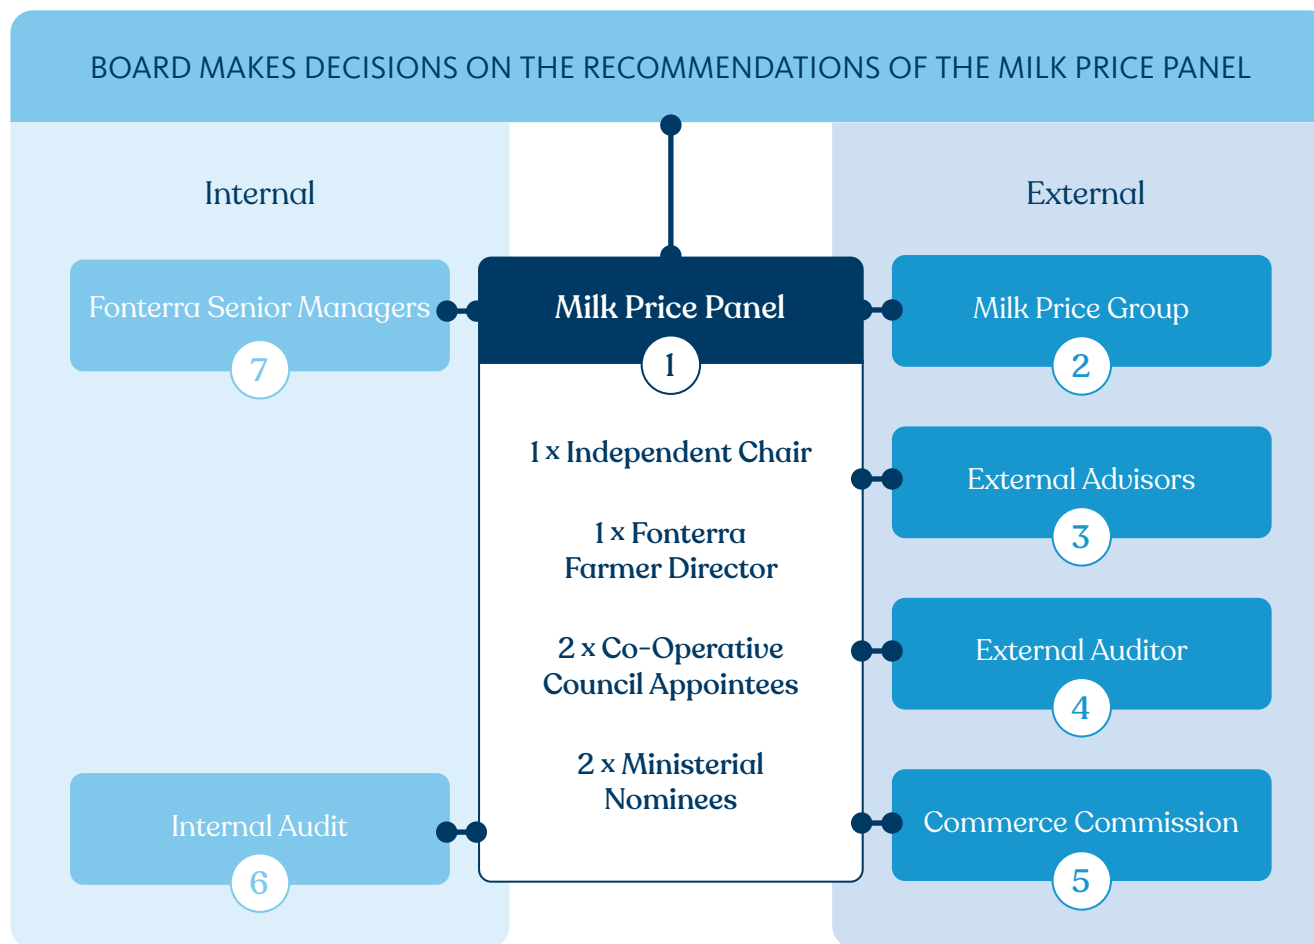 BOARD MAKES DECISIONS ON THE RECOMMENDATIONS OF THE MILK PRICE PANEL
Internal
Fonterra Senior Managers
7
Internal Audit
6
Milk Price Panel
1
1 x Independent Chair
1 x Fonterra
Farmer Director
2 x Co-Operative
Council Appointees
2 x Ministerial
Nominees
External
Milk Price Group
2
External Advisors
3
External Auditor
4
Commerce Commission
5